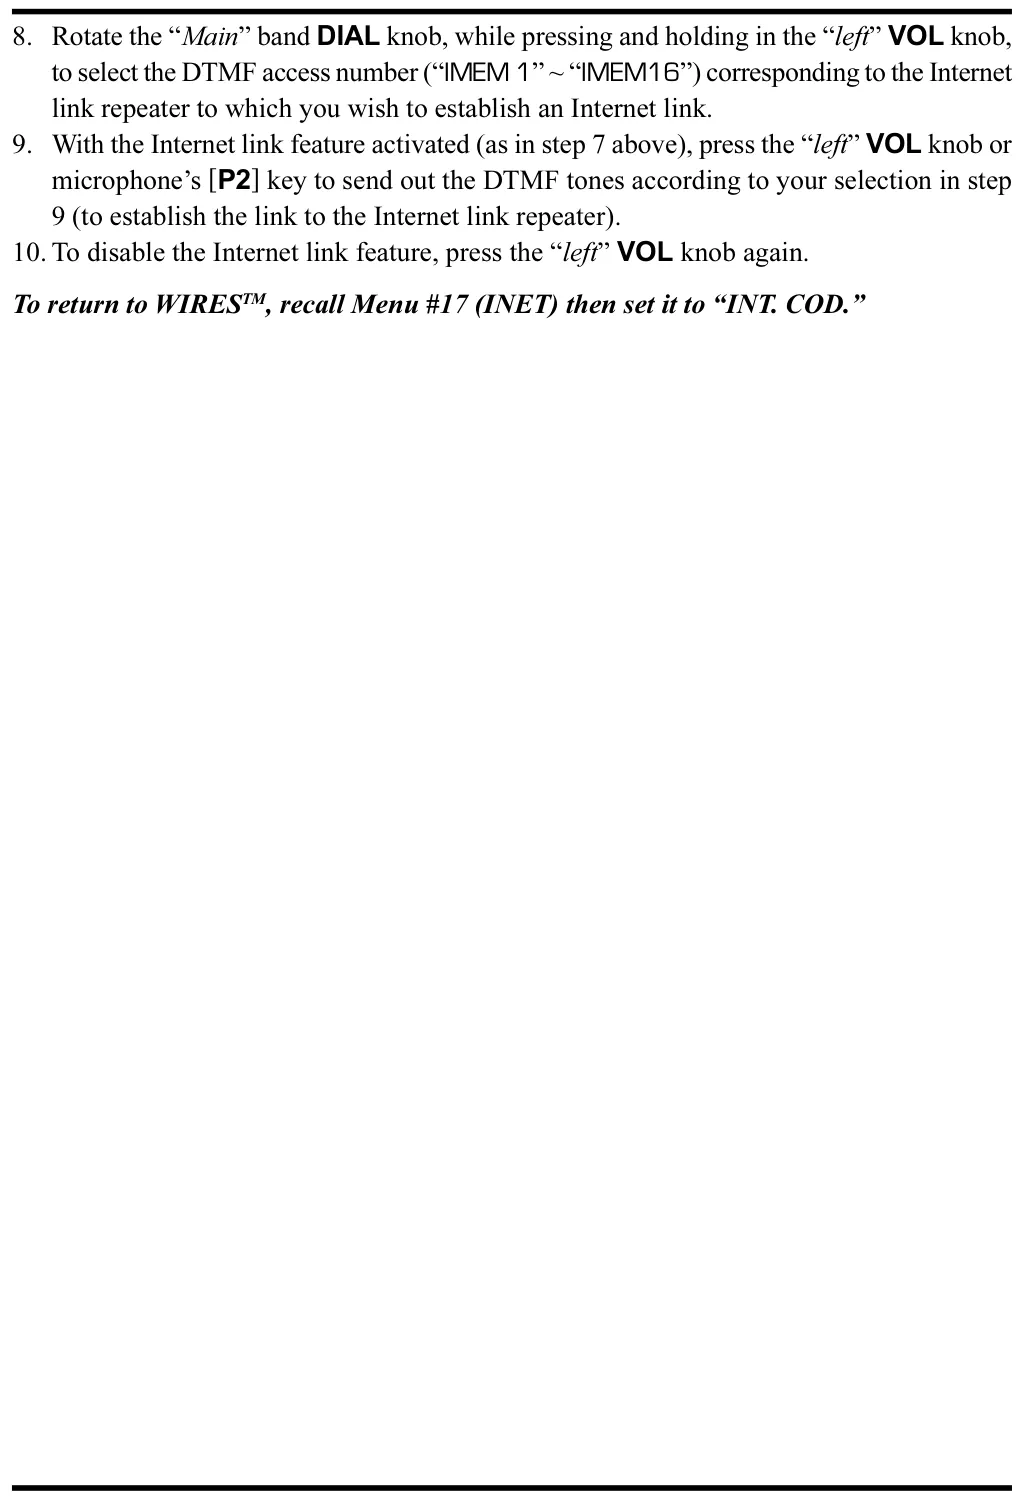 8. Rotate the “Main” band DIAL knob, while pressing and holding in the “left” VOL knob,
to select the DTMF access number (“IMEM 1” ~ “IMEM16”) corresponding to the Internet
link repeater to which you wish to establish an Internet link.
9. With the Internet link feature activated (as in step 7 above), press the “left” VOL knob or
microphone’s [P2] key to send out the DTMF tones according to your selection in step
9 (to establish the link to the Internet link repeater).
10. To disable the Internet link feature, press the “left” VOL knob again.
To return to WIRES™, recall Menu #17 (INET) then set it to “INT. COD.”